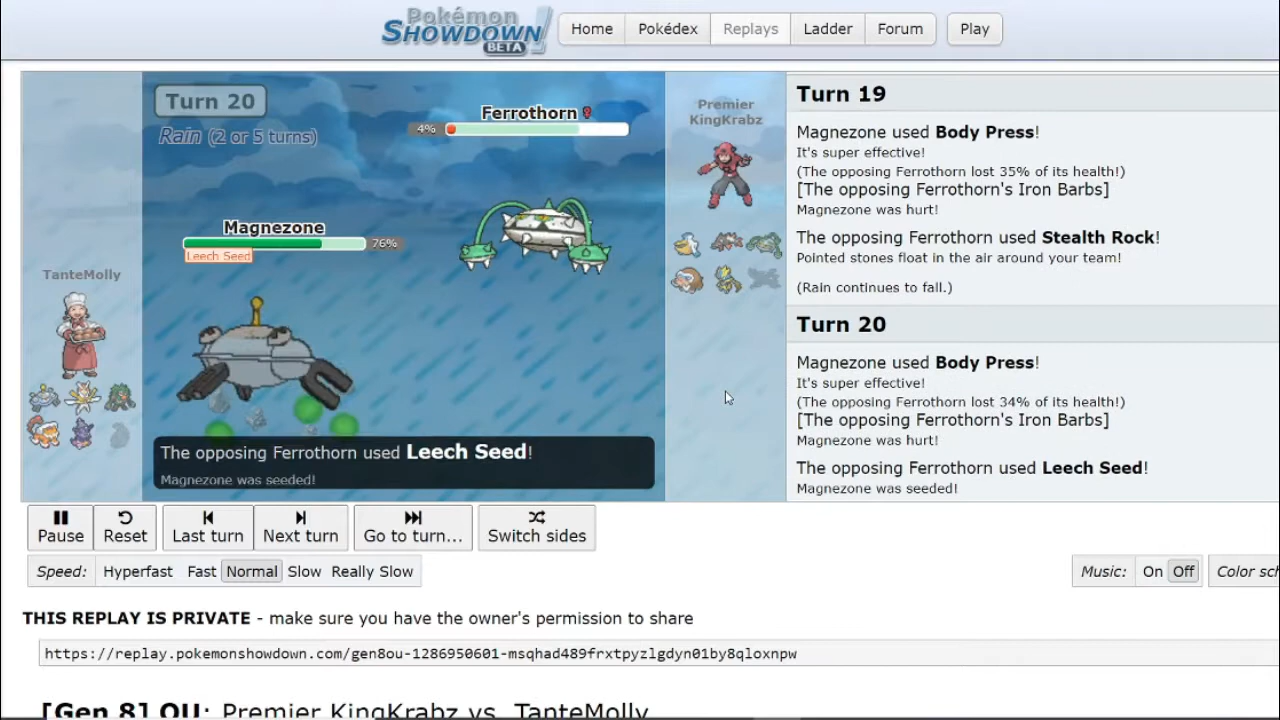 Pokémon
SHOWDOWN!
BETA
Home
Pokédex
Replays
Ladder
Forum
Play
Turn 20
Rain (2 or 5 turns)
Ferrothorn
4%
Magnezone
76%
Leech Seed
TanteMolly
Premier
KingKrabz
The opposing Ferrothorn used Leech Seed!
Magnezone was seeded!
Turn 19
Magnezone used Body Press!
It's super effective!
(The opposing Ferrothorn lost 35% of its health!)
[The opposing Ferrothorn's Iron Barbs]
Magnezone was hurt!
The opposing Ferrothorn used Stealth Rock!
Pointed stones float in the air around your team!
(Rain continues to fall.)
Turn 20
Magnezone used Body Press!
It's super effective!
(The opposing Ferrothorn lost 34% of its health!)
[The opposing Ferrothorn's Iron Barbs]
Magnezone was hurt!
The opposing Ferrothorn used Leech Seed!
Magnezone was seeded!
Pause
Reset
Last turn
Next turn
Go to turn...
Switch sides
Speed: Hyperfast Fast Normal Slow Really Slow
Music: On Off
Color sch
THIS REPLAY IS PRIVATE - make sure you have the owner's permission to share
https://replay.pokemonshowdown.com/gen8ou-1286950601-msqhad489frxtpyzlgdyn01by8qloxnpw
[Gen 8] OU: Premier KingKrabz vs. TanteMolly